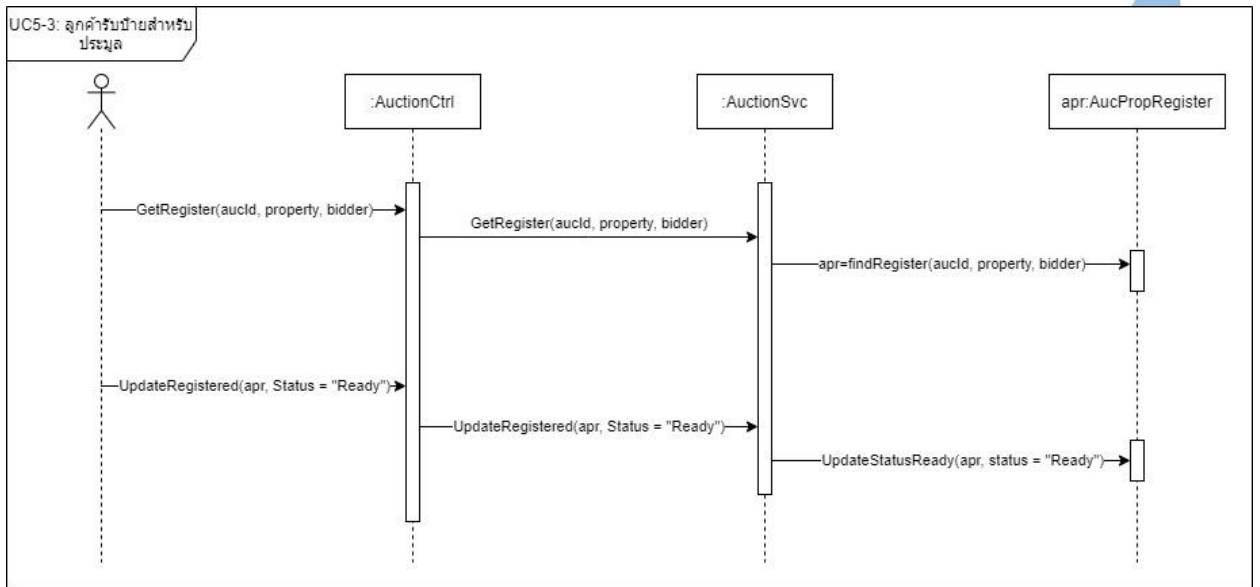 UC5-3: ลูกค้ารับป้ายสำหรับ
ประมูล
:AuctionCtrl
:AuctionSvc
apr:AucPropRegister
GetRegister(aucId, property, bidder)
GetRegister(aucId, property, bidder)
apr=findRegister(aucId, property, bidder)
UpdateRegistered(apr, Status = "Ready")
UpdateRegistered(apr, Status = "Ready")
UpdateStatusReady(apr, status = "Ready")